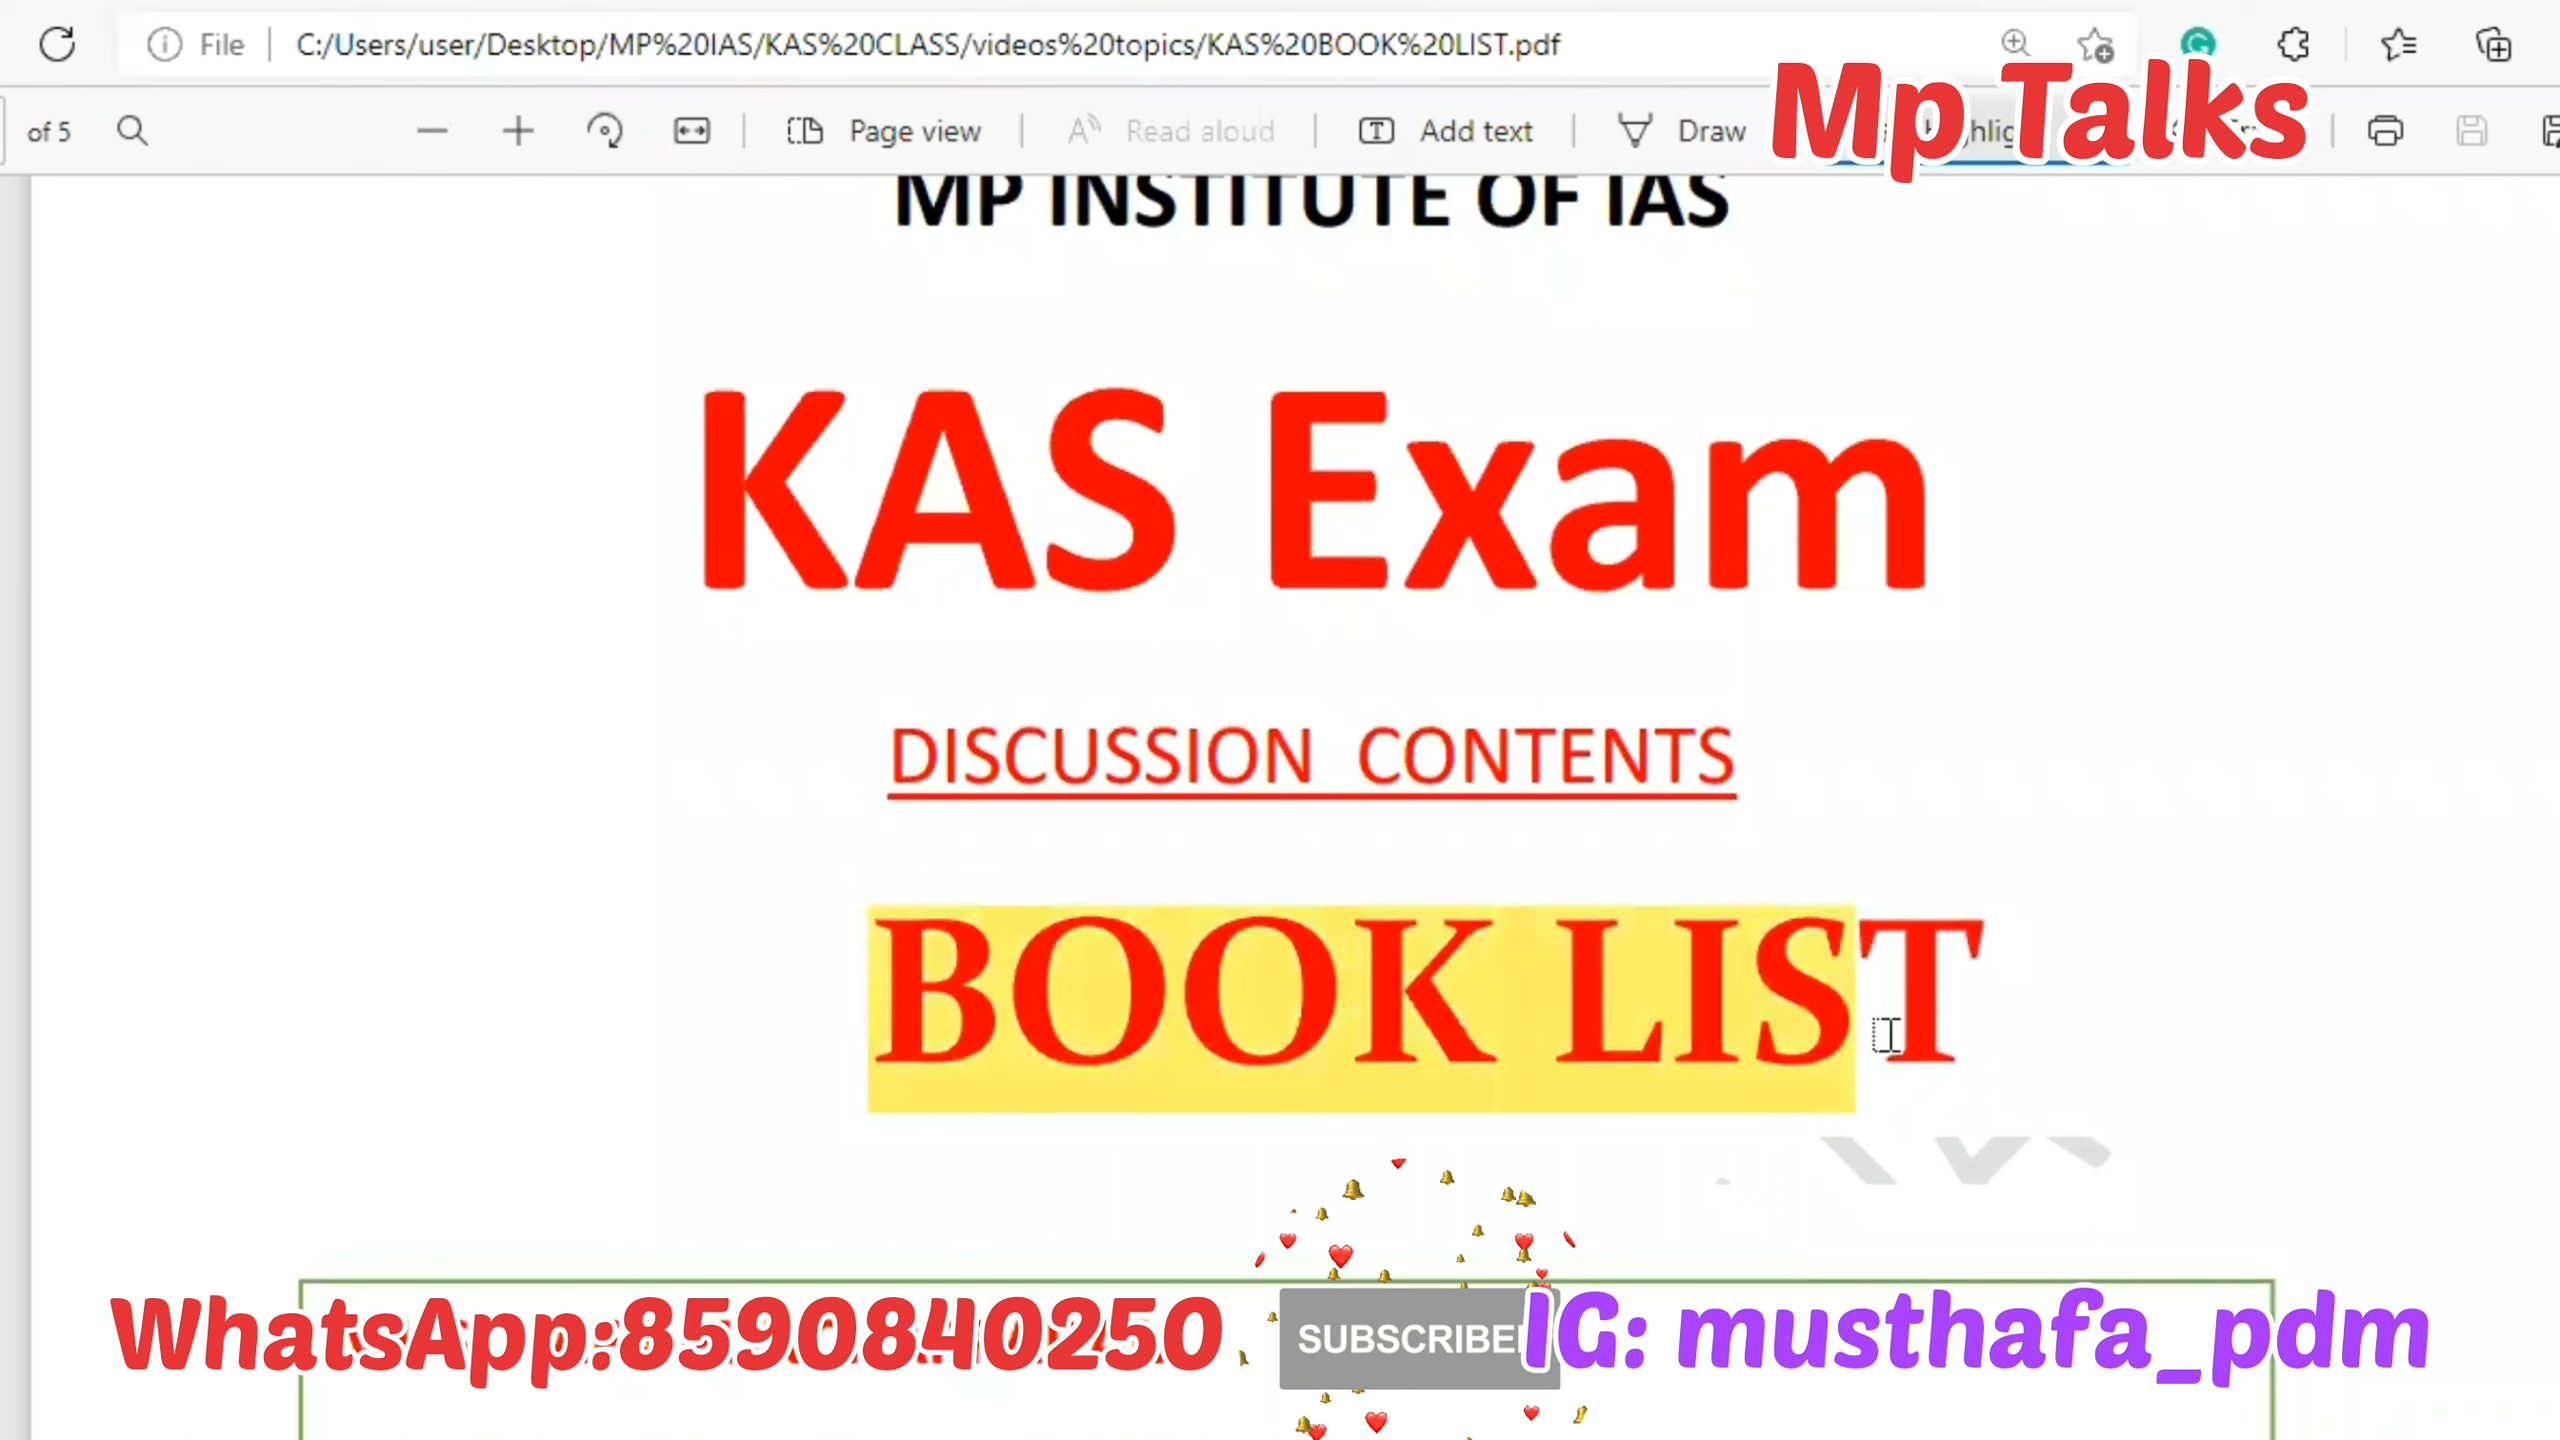 File C:/Users/user/Desktop/MP%20IAS/KAS%20CLASS/videos%20topics/KAS%20BOOK%20LIST.pdf
Mp Talks
of 5 Page view Read aloud Add text Draw
MP INSTITUTE OF IAS
KAS Exam
DISCUSSION CONTENTS
BOOK LIST
WhatsApp:8590840250 SUBSCRIBE IG: musthafa_pdm